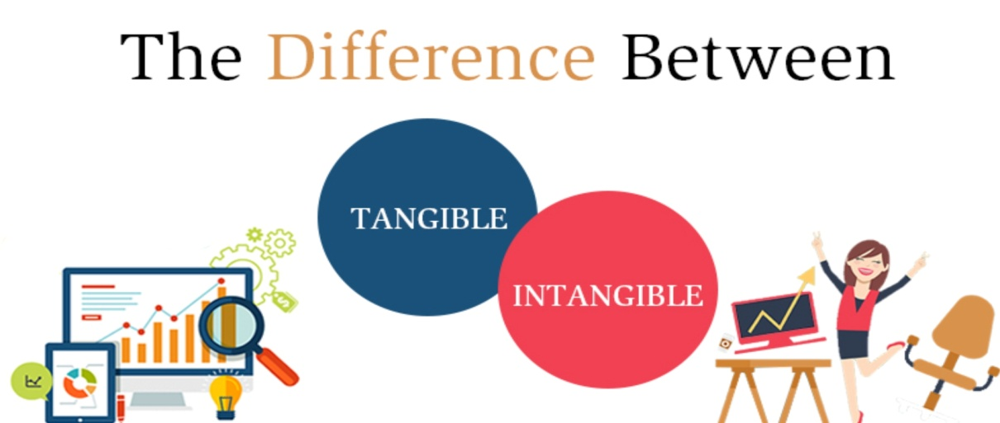 The Difference Between
TANGIBLE
INTANGIBLE